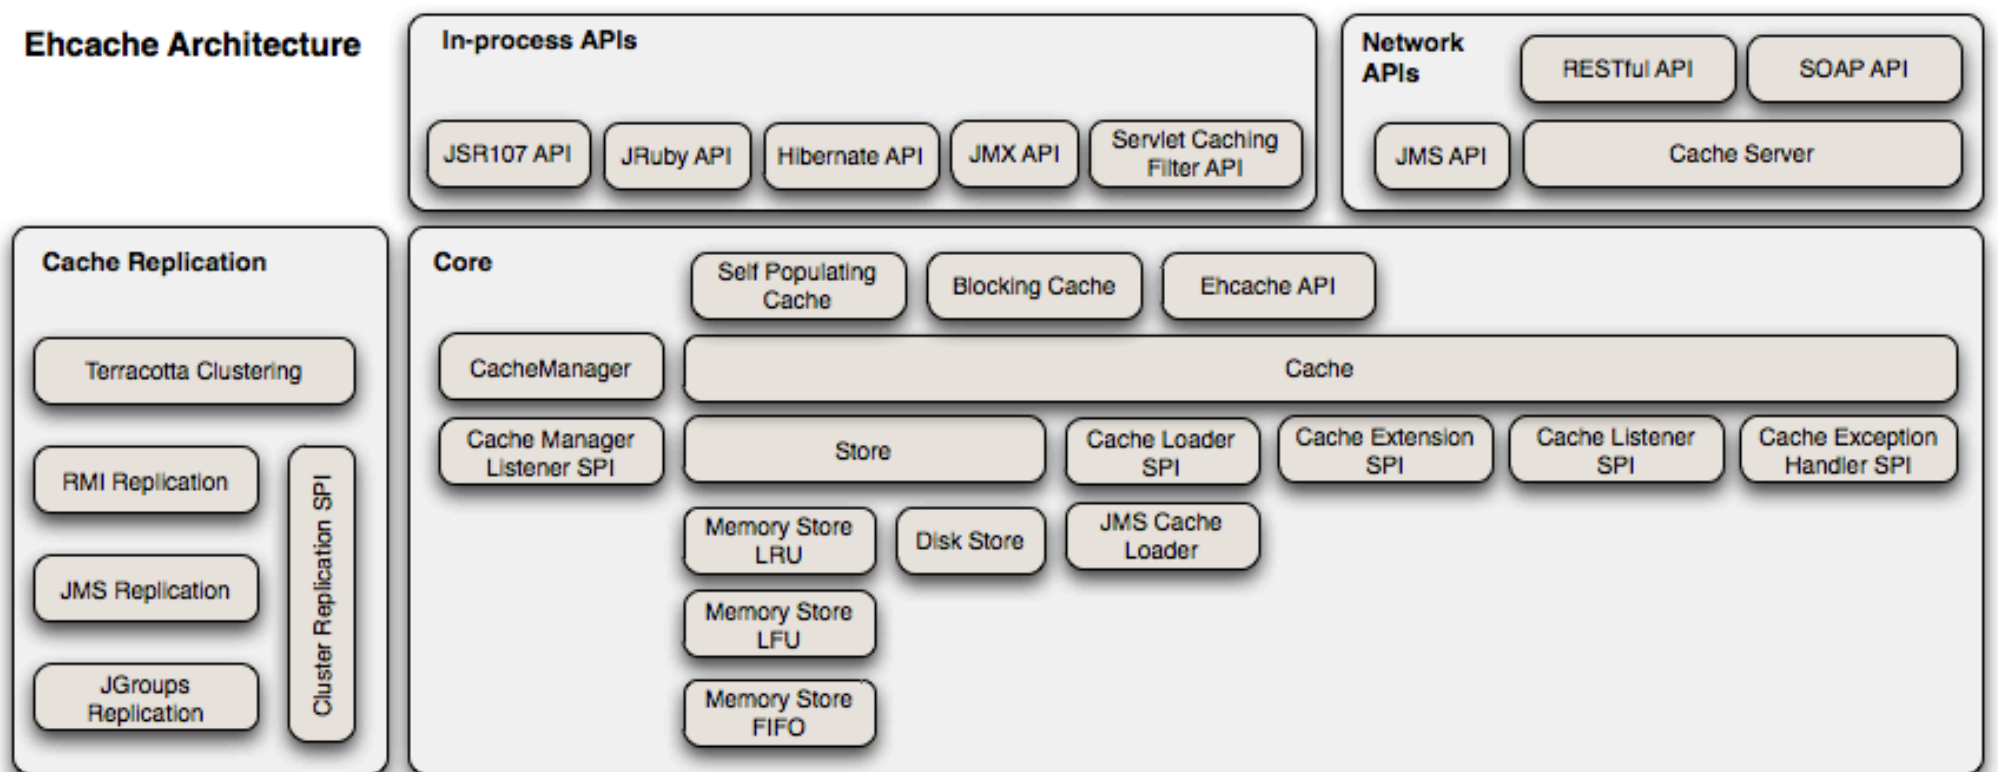 Ehcache Architecture
In-process APIs
JSR107 API
JRuby API
Hibernate API
JMX API
Servlet Caching
Filter API
Network
APIs
RESTful API
SOAP API
JMS API
Cache Server
Cache Replication
Terracotta Clustering
RMI Replication
JMS Replication
JGroups
Replication
Cluster Replication SPI
Core
Self Populating
Cache
Blocking Cache
Ehcache API
CacheManager
Cache
Cache Manager
Listener SPI
Store
Cache Loader
SPI
Cache Extension
SPI
Cache Listener
SPI
Cache Exception
Handler SPI
Memory Store
LRU
Disk Store
JMS Cache
Loader
Memory Store
LFU
Memory Store
FIFO